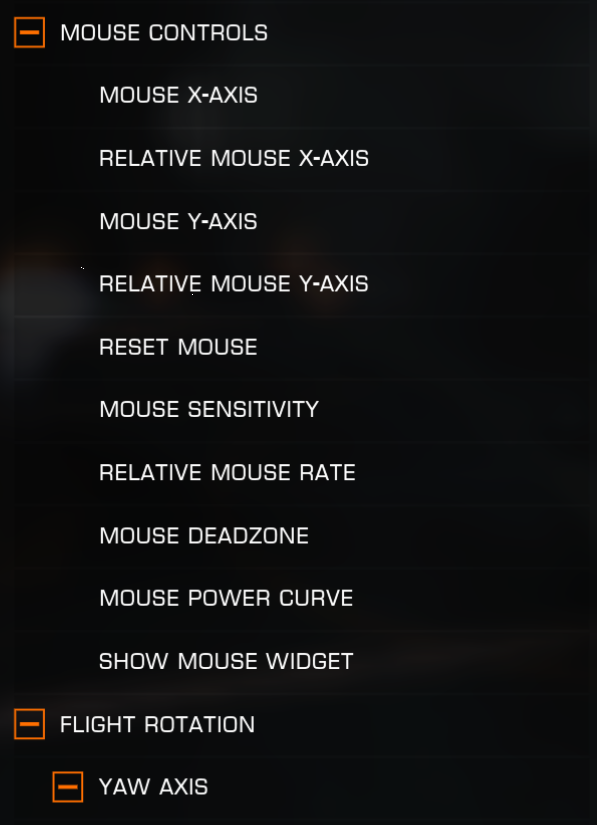 MOUSE CONTROLS
MOUSE X-AXIS
RELATIVE MOUSE X-AXIS
MOUSE Y-AXIS
RELATIVE MOUSE Y-AXIS
RESET MOUSE
MOUSE SENSITIVITY
RELATIVE MOUSE RATE
MOUSE DEADZONE
MOUSE POWER CURVE
SHOW MOUSE WIDGET
FLIGHT ROTATION
YAW AXIS